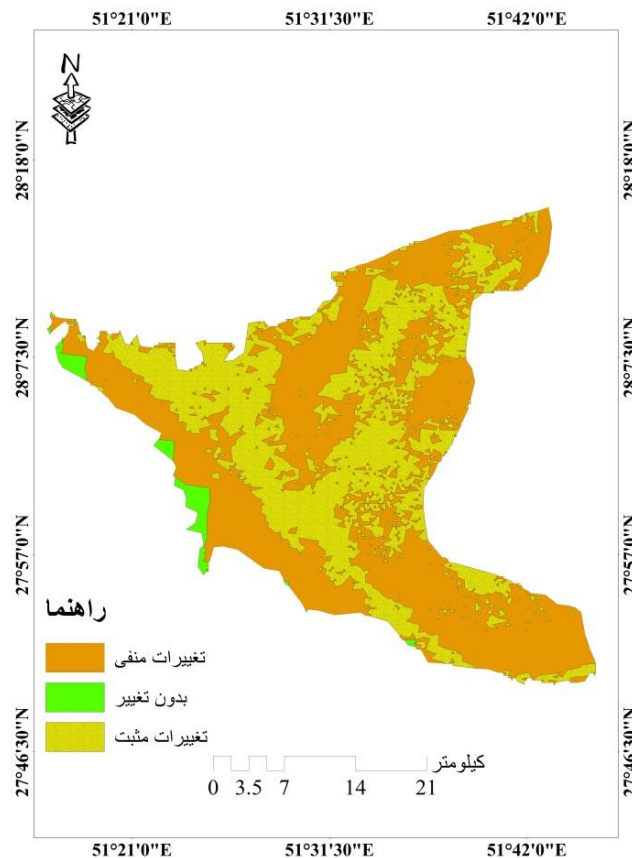 51°21'0"E 51°31'30"E 51°42'0"E
N
28°18'0"N 28°18'0"N
28°7'30"N 28°7'30"N
27°57'0"N 27°57'0"N
راهنما
تغییرات منفی
بدون تغییر
تغییرات مثبت
27°46'30"N 27°46'30"N
کیلومتر
0 3.5 7 14 21
51°21'0"E 51°31'30"E 51°42'0"E